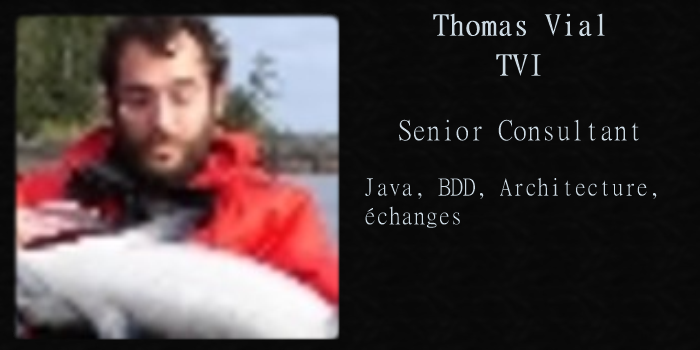 Thomas Vial
TVI
Senior Consultant
Java, BDD, Architecture,
échanges